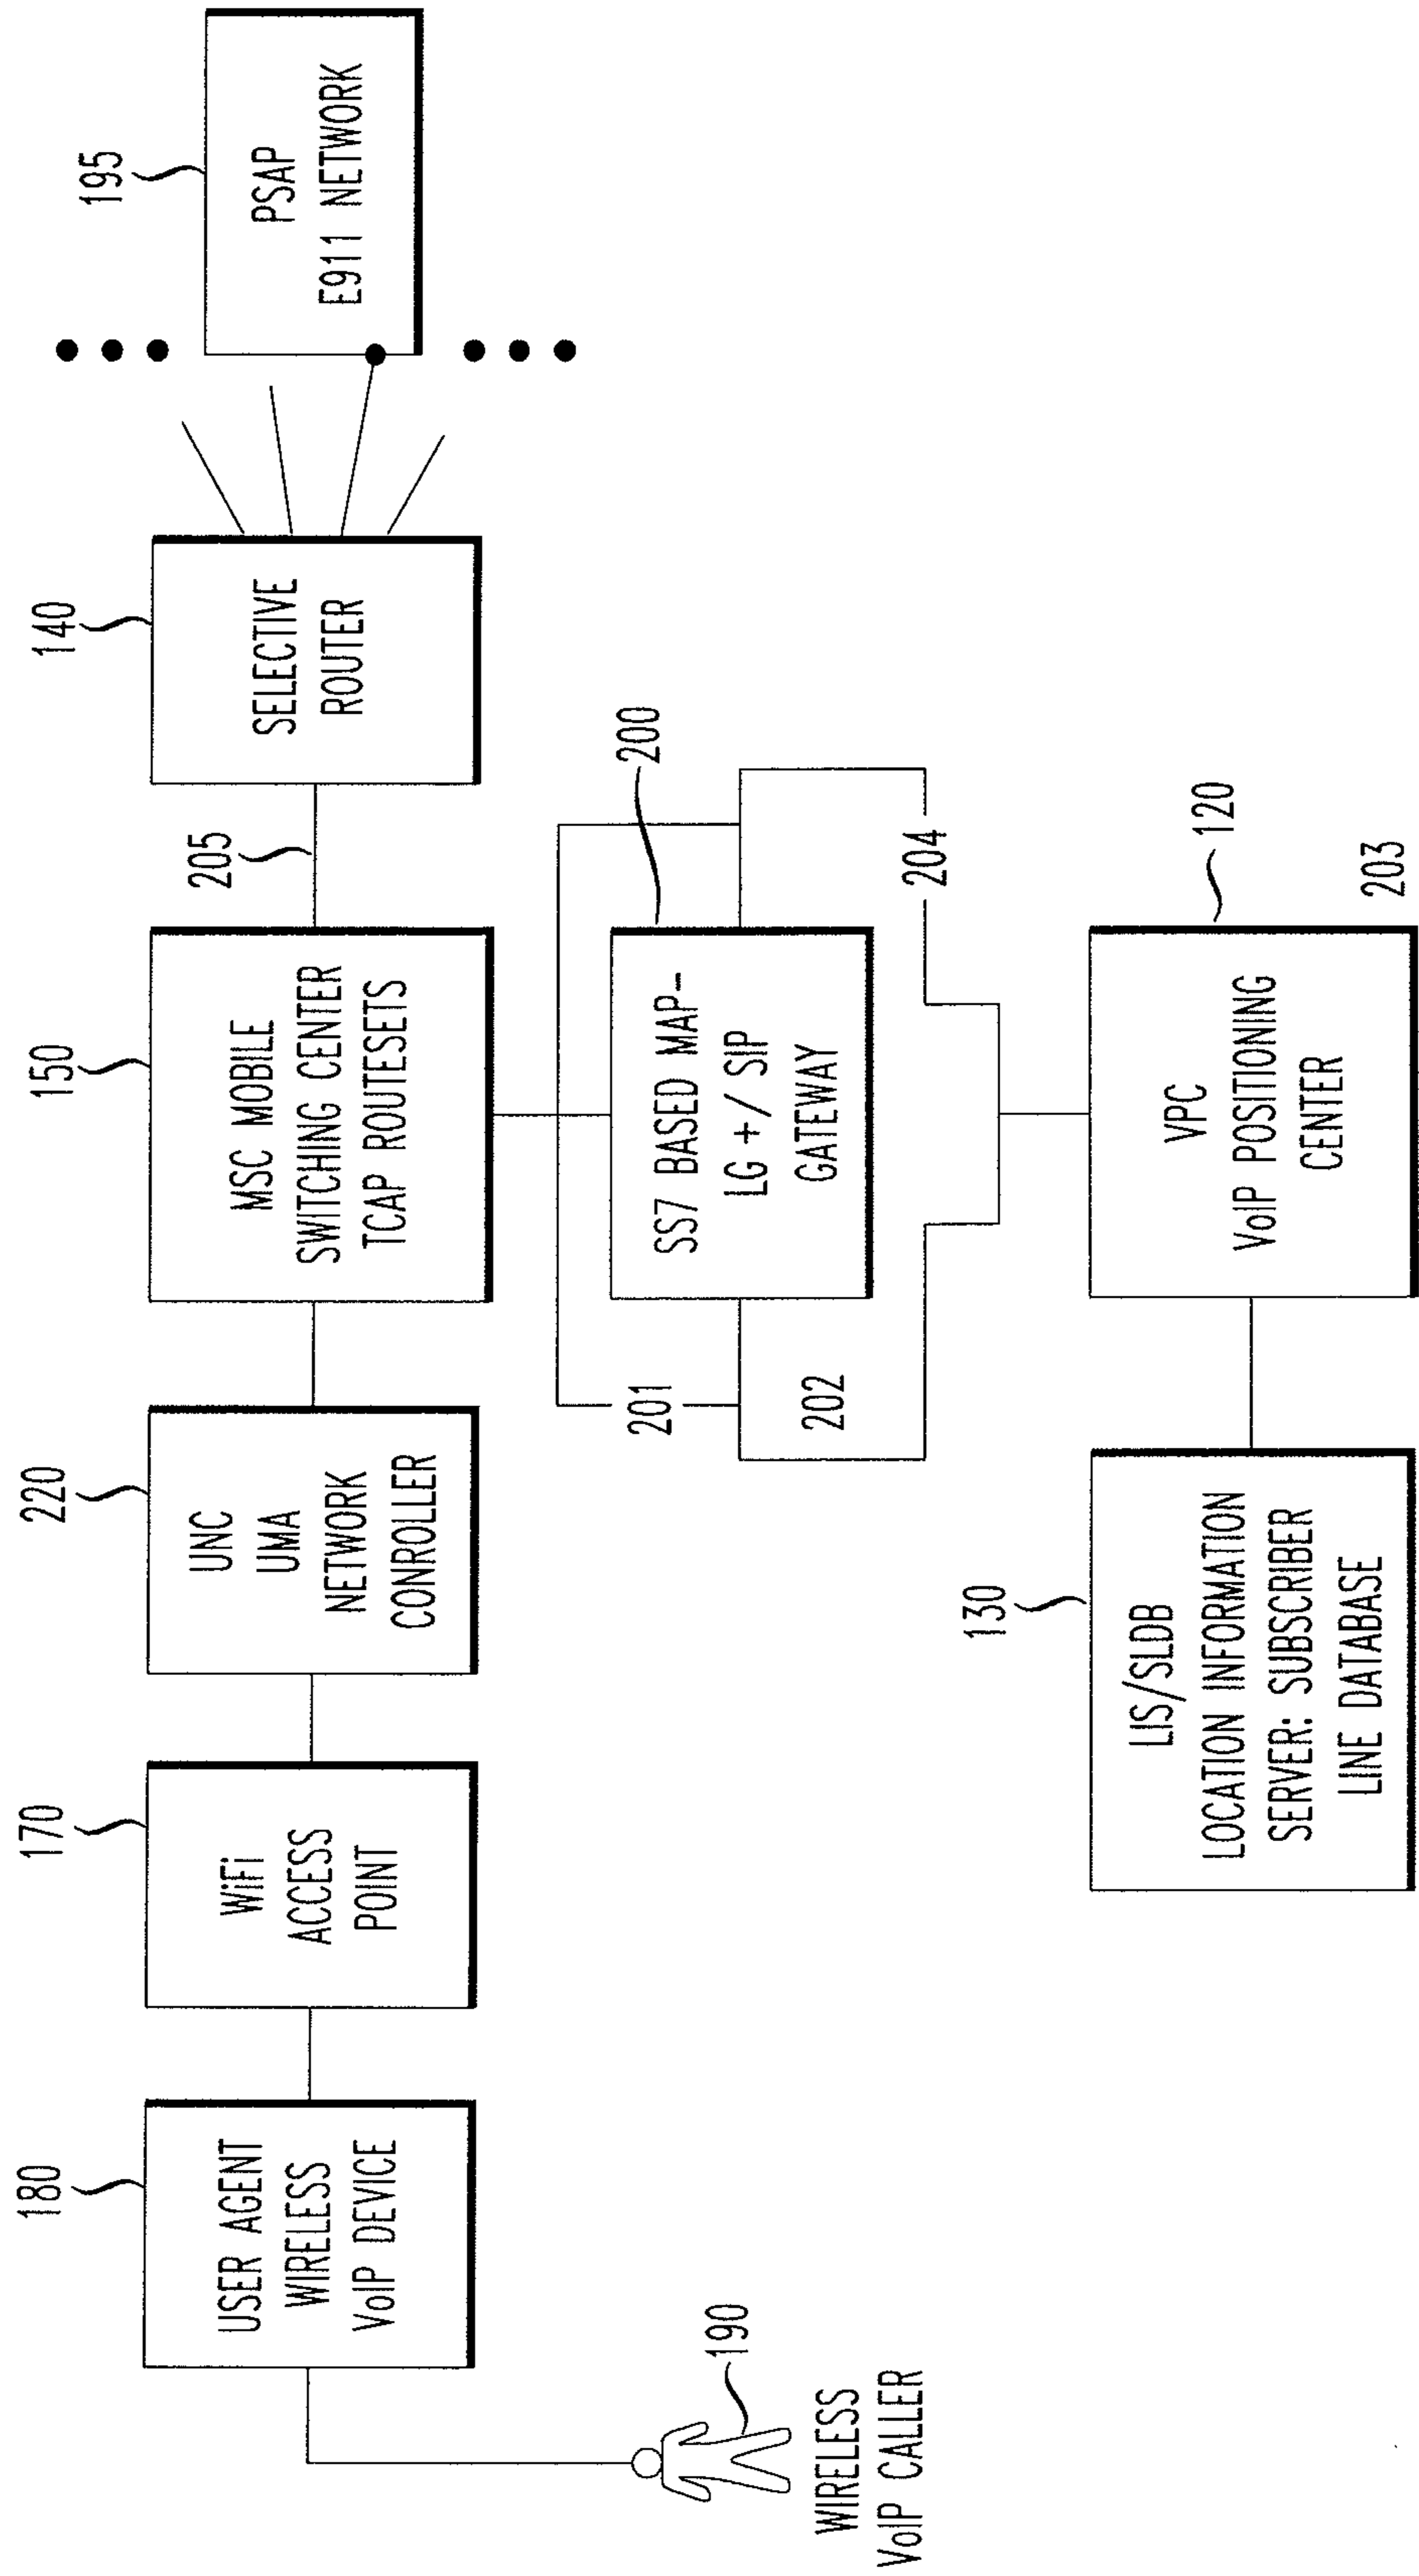 180
USER AGENT
WIRELESS
VoIP DEVICE
170
WiFi
ACCESS
POINT
220
UNC
UMA
NETWORK
CONROLLER
150
MSC MOBILE
SWITCHING CENTER
TCAP ROUTESETS
205
140
SELECTIVE
ROUTER
195
PSAP
E911 NETWORK
190
WIRELESS
VoIP CALLER
201
202
200
SS7 BASED MAP-
LG +/ SIP
GATEWAY
204
130
LIS/SLDB
LOCATION INFORMATION
SERVER: SUBSCRIBER
LINE DATABASE
120
VPC
VoIP POSITIONING
CENTER
203